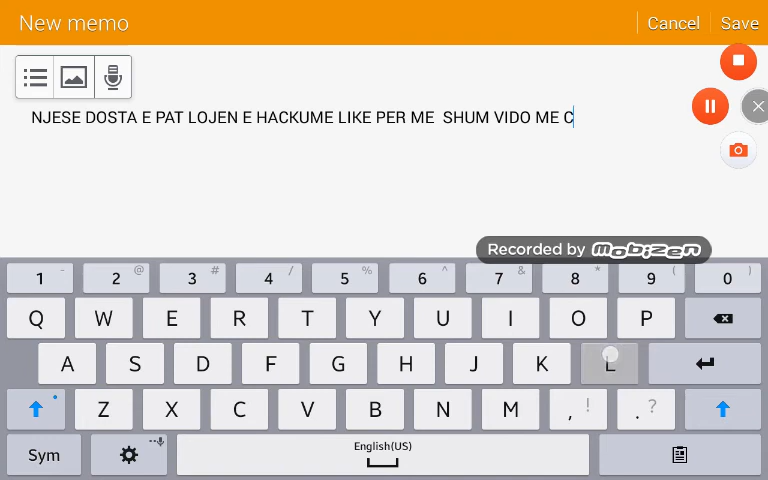 New memo
Cancel
Save
NJESE DOSTA E PAT LOJEN E HACKUME LIKE PER ME  SHUM VIDO ME C
Recorded by mobizen
1 - 2 @ 3 # 4 / 5 % 6 ^ 7 & 8 * 9 ( 0 )
Q W E R T Y U I O P
A S D F G H J K L
Z X C V B N M , ! . ?
Sym English(US)